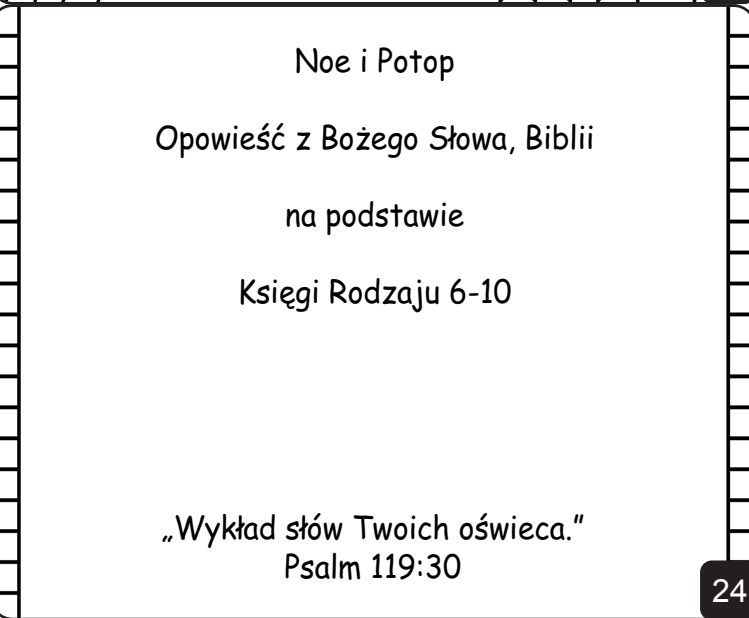 Noe i Potop
Opowieść z Bożego Słowa, Biblii
na podstawie
Księgi Rodzaju 6-10
„Wykład słów Twoich oświeca.”
Psalm 119:30
24